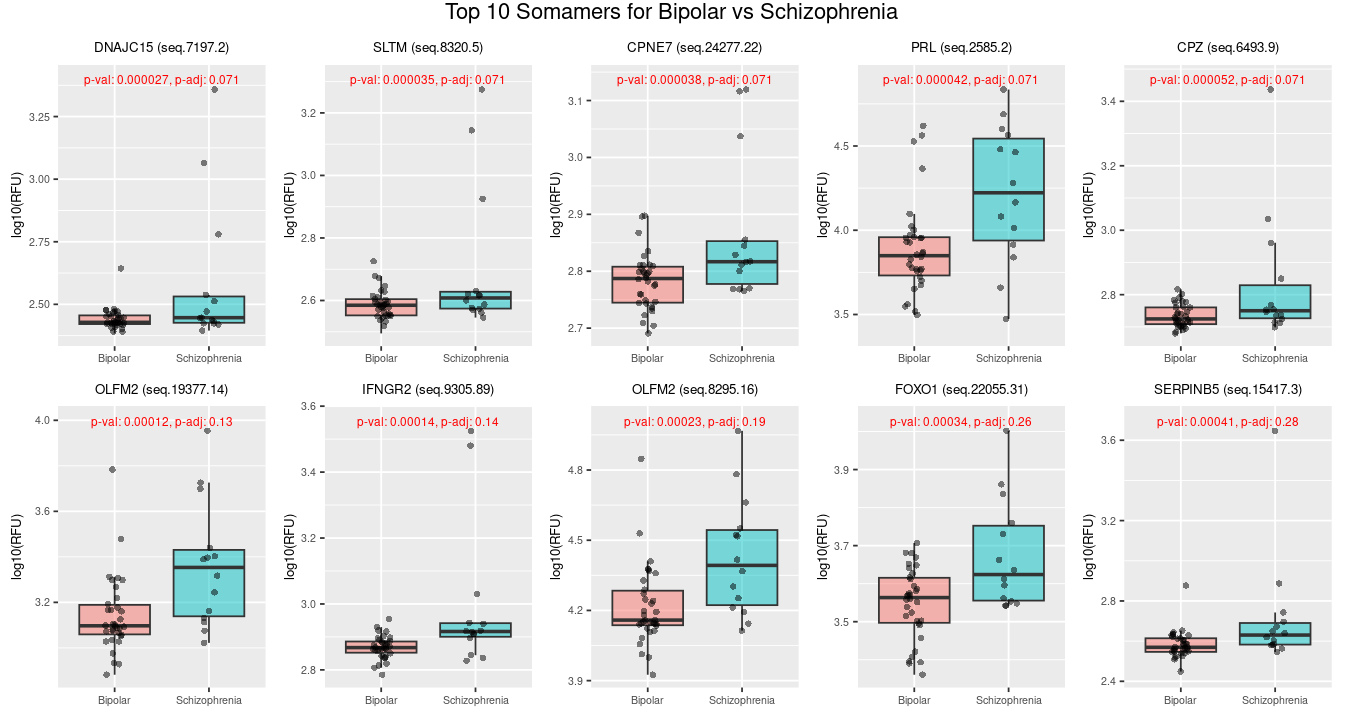 Top 10 Somamers for Bipolar vs Schizophrenia
DNAJC15 (seq.7197.2)
p-val: 0.000027, p-adj: 0.071
log10(RFU)
3.25
3.00
2.75
2.50
Bipolar Schizophrenia
SLTM (seq.8320.5)
p-val: 0.000035, p-adj: 0.071
log10(RFU)
3.2
3.0
2.8
2.6
Bipolar Schizophrenia
CPNE7 (seq.24277.22)
p-val: 0.000038, p-adj: 0.071
log10(RFU)
3.1
3.0
2.9
2.8
2.7
Bipolar Schizophrenia
PRL (seq.2585.2)
p-val: 0.000042, p-adj: 0.071
log10(RFU)
4.5
4.0
3.5
Bipolar Schizophrenia
CPZ (seq.6493.9)
p-val: 0.000052, p-adj: 0.071
log10(RFU)
3.4
3.2
3.0
2.8
Bipolar Schizophrenia
OLFM2 (seq.19377.14)
p-val: 0.00012, p-adj: 0.13
log10(RFU)
4.0
3.6
3.2
Bipolar Schizophrenia
IFNGR2 (seq.9305.89)
p-val: 0.00014, p-adj: 0.14
log10(RFU)
3.6
3.4
3.2
3.0
2.8
Bipolar Schizophrenia
OLFM2 (seq.8295.16)
p-val: 0.00023, p-adj: 0.19
log10(RFU)
4.8
4.5
4.2
3.9
Bipolar Schizophrenia
FOXO1 (seq.22055.31)
p-val: 0.00034, p-adj: 0.26
log10(RFU)
3.9
3.7
3.5
Bipolar Schizophrenia
SERPINB5 (seq.15417.3)
p-val: 0.00041, p-adj: 0.28
log10(RFU)
3.6
3.2
2.8
2.4
Bipolar Schizophrenia